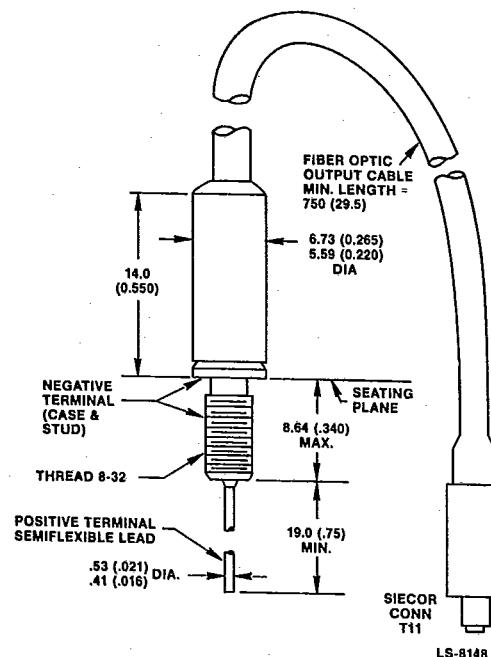 FIBER OPTIC
OUTPUT CABLE
MIN. LENGTH =
750 (29.5)
6.73 (0.265)
5.59 (0.220)
DIA
14.0
(0.550)
NEGATIVE
TERMINAL
(CASE &
STUD)
SEATING
PLANE
8.64 (.340)
MAX.
THREAD 8-32
POSITIVE TERMINAL
SEMIFLEXIBLE LEAD
19.0 (.75)
MIN.
.53 (.021)
.41 (.016)
DIA.
SIECOR
CONN
T11
LS-8148